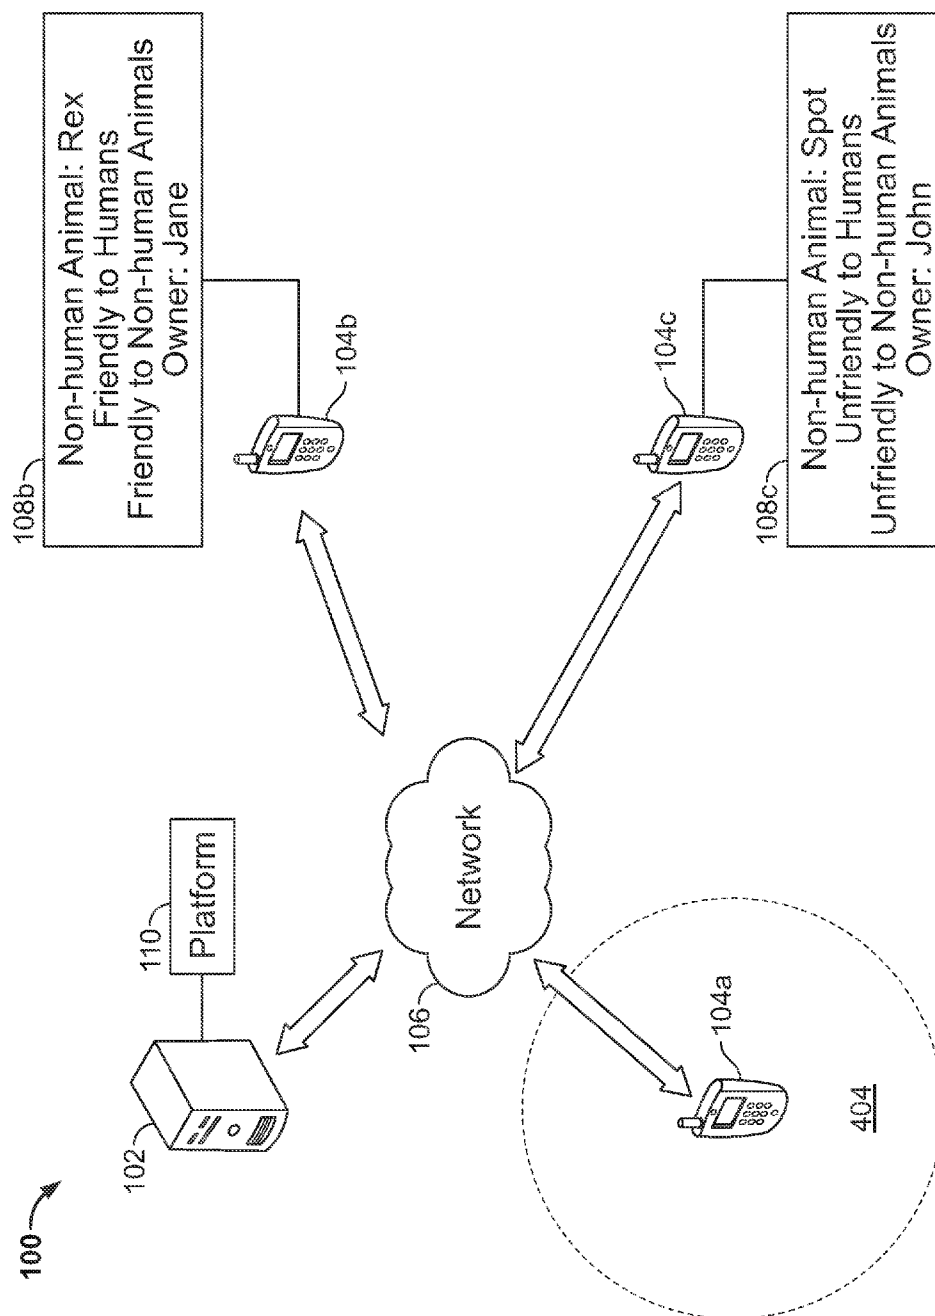 100
102
110
Platform
106
Network
104a
404
108b
Non-human Animal: Rex
Friendly to Humans
Friendly to Non-human Animals
Owner: Jane
104b
104c
108c
Non-human Animal: Spot
Unfriendly to Humans
Unfriendly to Non-human Animals
Owner: John